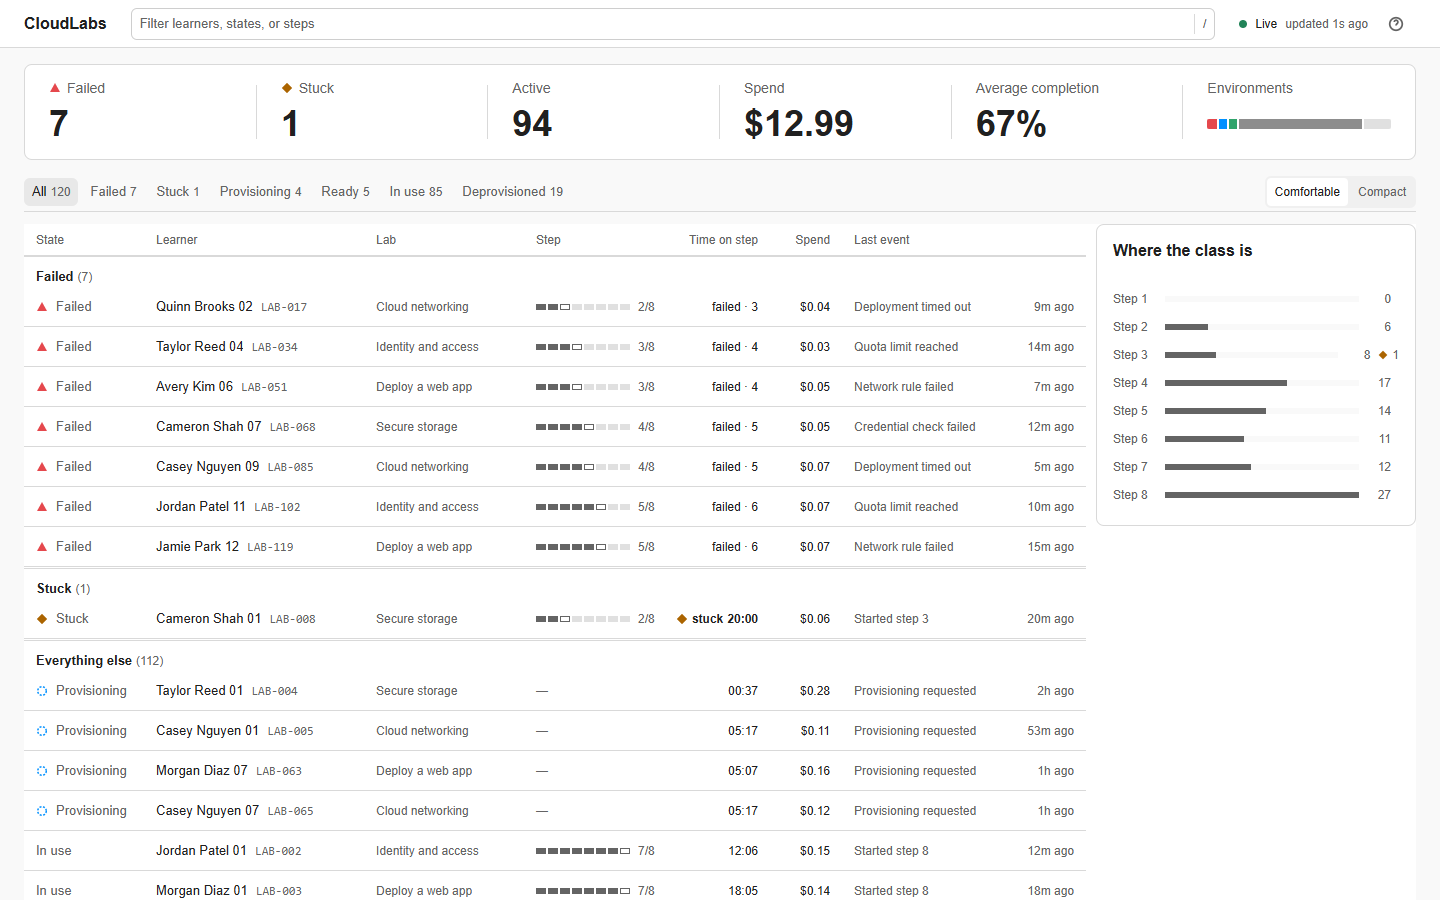 CloudLabs Filter learners, states, or steps / Live updated 1s ago ?
Failed Stuck Active Spend Average completion Environments
7 1 94 $12.99 67%
All 120 Failed 7 Stuck 1 Provisioning 4 Ready 5 In use 85 Deprovisioned 19 Comfortable Compact
State Learner Lab Step Time on step Spend Last event
Failed (7)
Failed Quinn Brooks 02 LAB-017 Cloud networking 2/8 failed · 3 $0.04 Deployment timed out 9m ago
Failed Taylor Reed 04 LAB-034 Identity and access 3/8 failed · 4 $0.03 Quota limit reached 14m ago
Failed Avery Kim 06 LAB-051 Deploy a web app 3/8 failed · 4 $0.05 Network rule failed 7m ago
Failed Cameron Shah 07 LAB-068 Secure storage 4/8 failed · 5 $0.05 Credential check failed 12m ago
Failed Casey Nguyen 09 LAB-085 Cloud networking 4/8 failed · 5 $0.07 Deployment timed out 5m ago
Failed Jordan Patel 11 LAB-102 Identity and access 5/8 failed · 6 $0.07 Quota limit reached 10m ago
Failed Jamie Park 12 LAB-119 Deploy a web app 5/8 failed · 6 $0.07 Network rule failed 15m ago
Stuck (1)
Stuck Cameron Shah 01 LAB-008 Secure storage 2/8 stuck 20:00 $0.06 Started step 3 20m ago
Everything else (112)
Provisioning Taylor Reed 01 LAB-004 Secure storage — 00:37 $0.28 Provisioning requested 2h ago
Provisioning Casey Nguyen 01 LAB-005 Cloud networking — 05:17 $0.11 Provisioning requested 53m ago
Provisioning Morgan Diaz 07 LAB-063 Deploy a web app — 05:07 $0.16 Provisioning requested 1h ago
Provisioning Casey Nguyen 07 LAB-065 Cloud networking — 05:17 $0.12 Provisioning requested 1h ago
In use Jordan Patel 01 LAB-002 Identity and access 7/8 12:06 $0.15 Started step 8 12m ago
In use Morgan Diaz 01 LAB-003 Deploy a web app 7/8 18:05 $0.14 Started step 8 18m ago
Where the class is
Step 1 0
Step 2 6
Step 3 8 1
Step 4 17
Step 5 14
Step 6 11
Step 7 12
Step 8 27